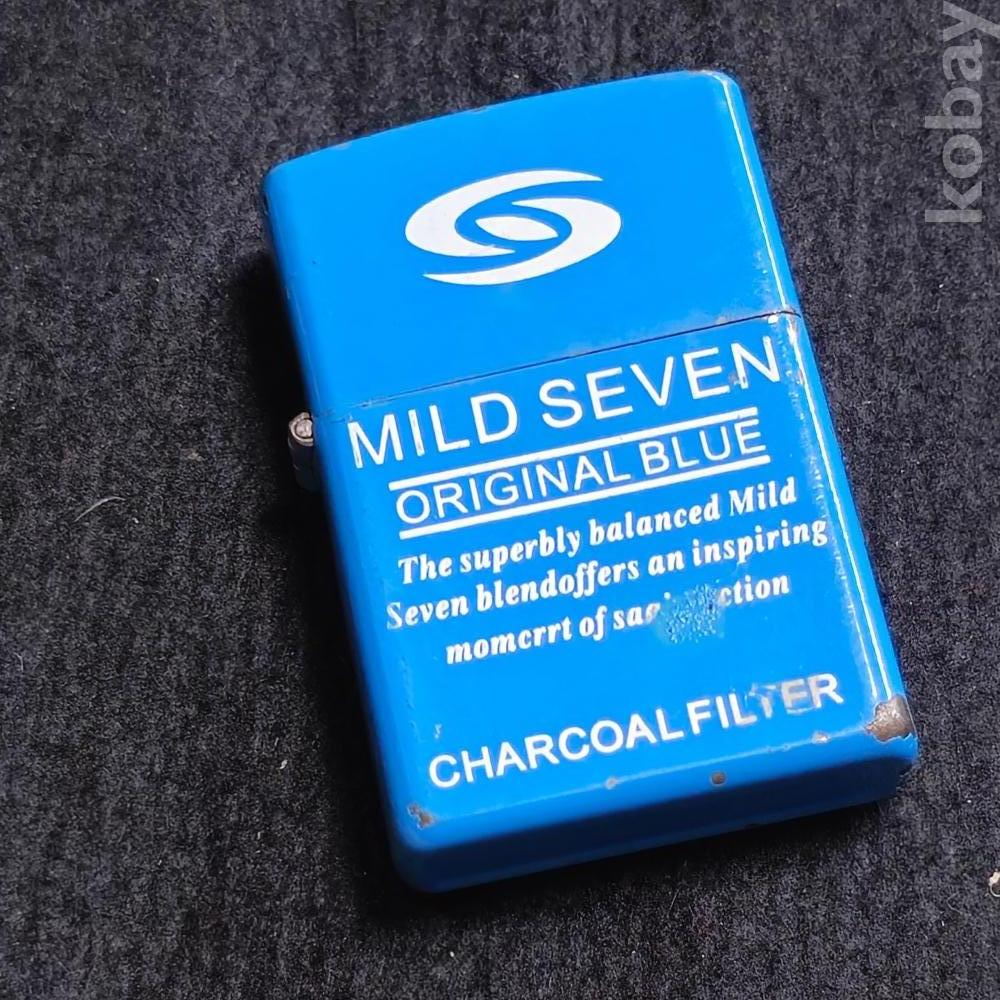 MILD SEVEN
ORIGINAL BLUE
The superbly balanced Mild
Seven blendoffers an inspiring
momcrrt of
CHARCOAL FILTER
kobay